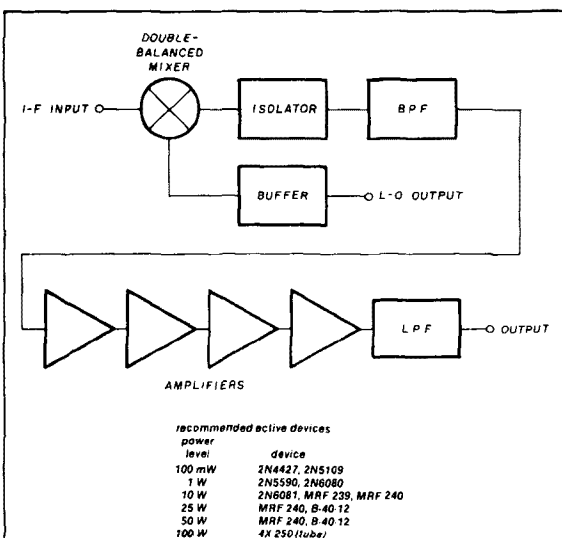 DOUBLE-
BALANCED
MIXER
I-F INPUT
ISOLATOR
BPF
BUFFER
L-O OUTPUT
LPF
OUTPUT
AMPLIFIERS
recommended active devices
power
level device
100 mW 2N4427, 2N5109
1 W 2N5590, 2N6080
10 W 2N6081, MRF 239, MRF 240
25 W MRF 240, B-40-12
50 W MRF 240, B-40-12
100 W 4X 250 (tube)